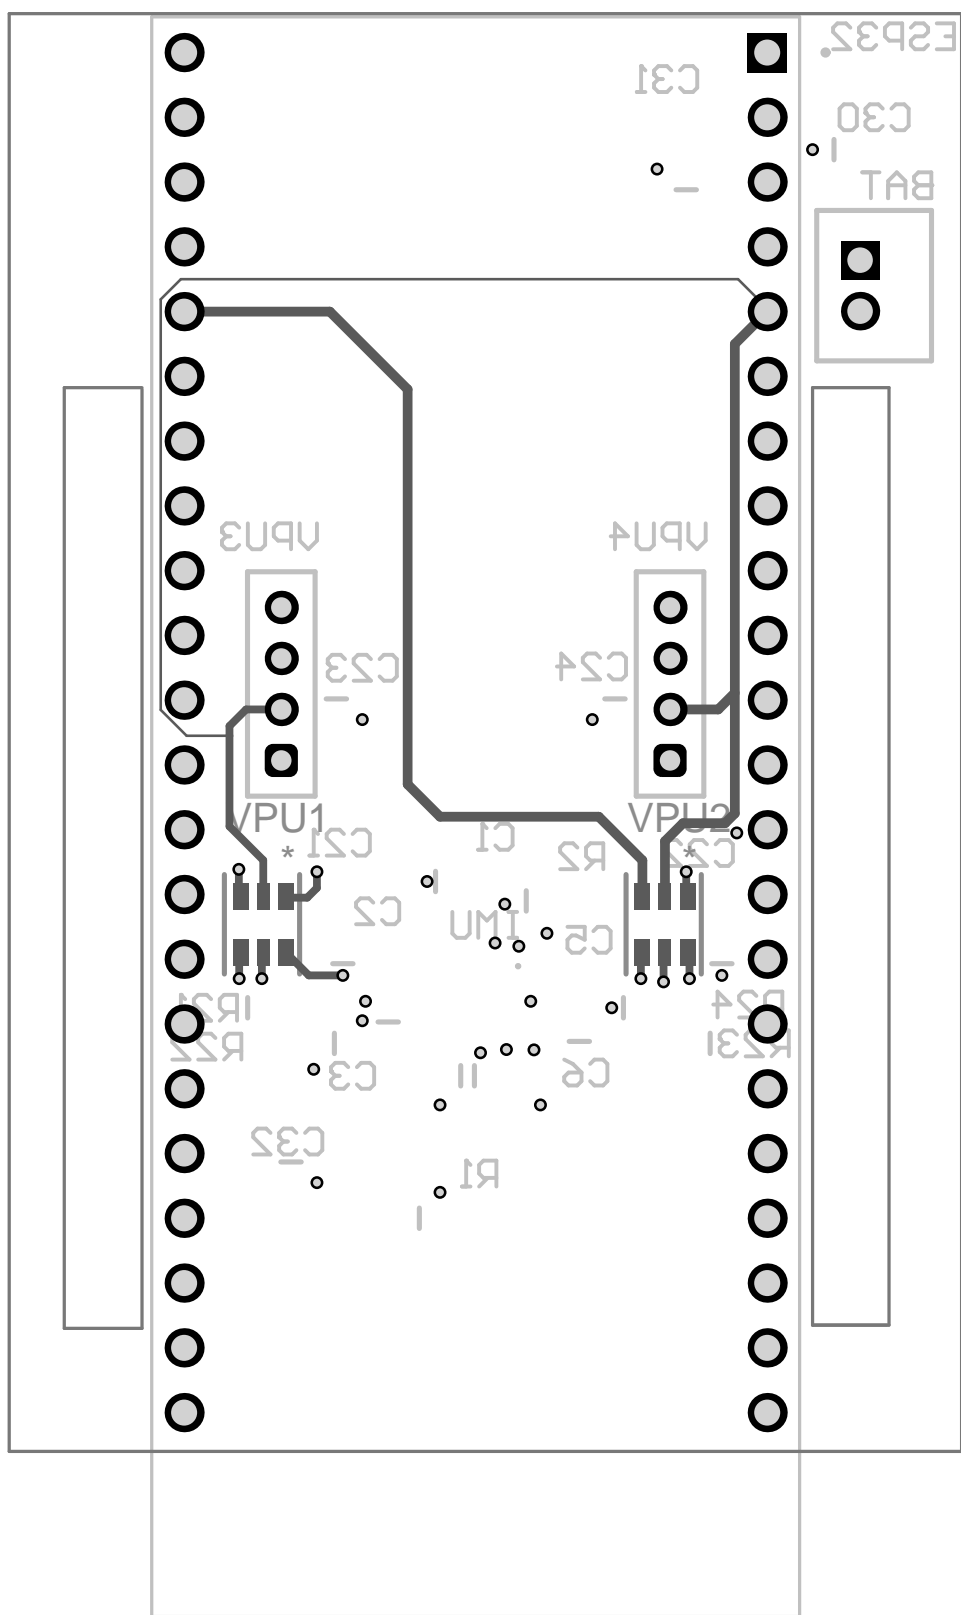 ESP32
C31
C30
BAT
VPU3
VPU4
C23
C24
VPU1
VPU2
C21
C1
R2
C22
*
*
C2
IMU
C5
R21
R24
R22
R23
C3
C6
C32
R1